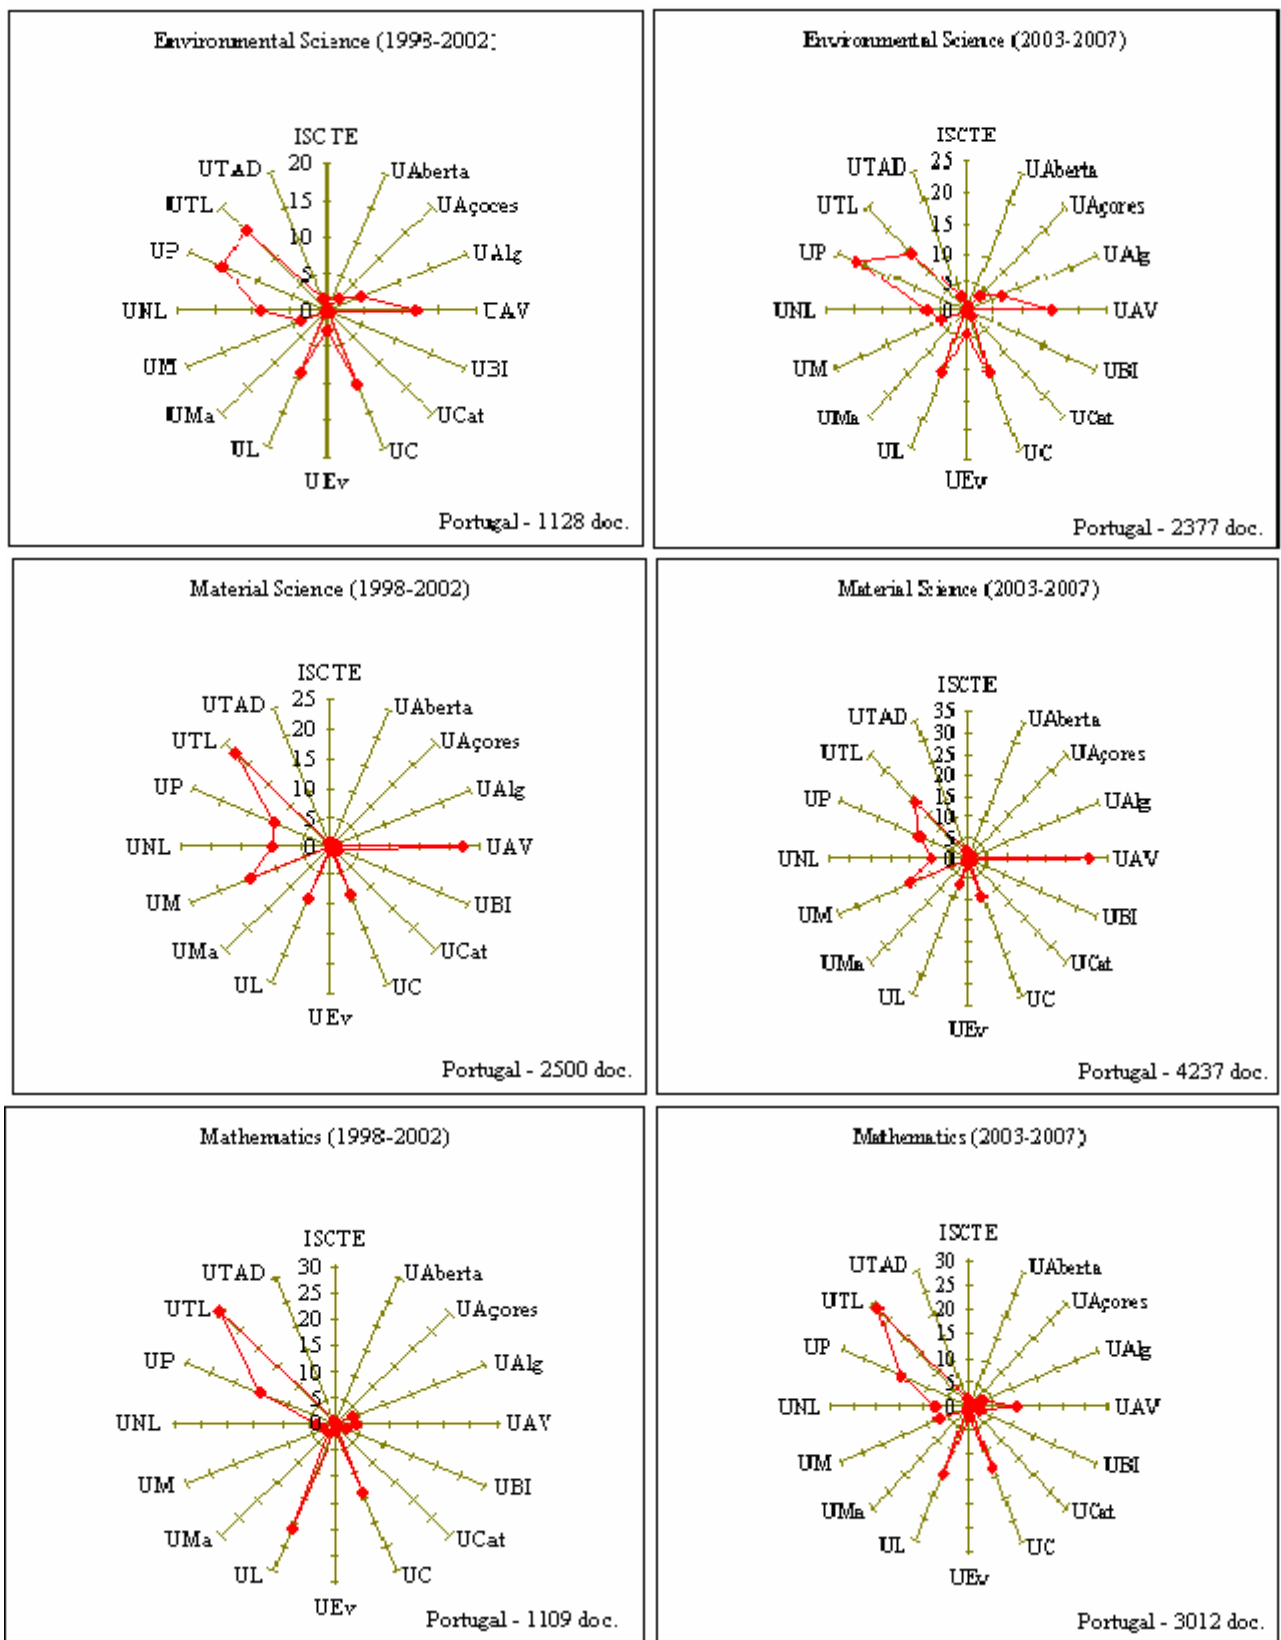 Environmental Science (1998-2002)
ISCTE
20
UTAD
UAberta
15
UTL
UAçores
10
UP
UAlg
5
UNL
0
UAV
UM
UBI
UMa
UCat
UL
UC
UEv
Portugal - 1128 doc.
Environmental Science (2003-2007)
ISCTE
25
UTAD
UAberta
20
UTL
UAçores
15
UP
10
UAlg
5
UNL
0
UAV
UM
UBI
UMa
UCat
UL
UC
UEv
Portugal - 2377 doc.
Material Science (1998-2002)
ISCTE
25
UTAD
UAberta
20
UTL
UAçores
15
UP
10
UAlg
5
UNL
0
UAV
UM
UBI
UMa
UCat
UL
UC
UEv
Portugal - 2500 doc.
Material Science (2003-2007)
ISCTE
35
UTAD
UAberta
30
25
UTL
UAçores
20
15
UP
10
UAlg
5
UNL
0
UAV
UM
UBI
UMa
UCat
UL
UC
UEv
Portugal - 4237 doc.
Mathematics (1998-2002)
ISCTE
30
UTAD
UAberta
25
20
UTL
UAçores
15
UP
10
UAlg
5
UNL
0
UAV
UM
UBI
UMa
UCat
UL
UC
UEv
Portugal - 1109 doc.
Mathematics (2003-2007)
ISCTE
30
UTAD
UAberta
25
20
UTL
UAçores
15
UP
10
UAlg
5
UNL
0
UAV
UM
UBI
UMa
UCat
UL
UC
UEv
Portugal - 3012 doc.